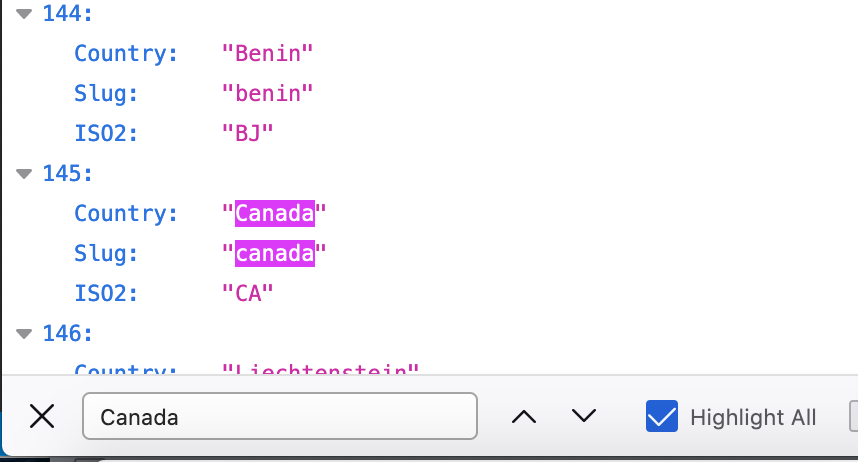 144:
Country: "Benin"
Slug: "benin"
ISO2: "BJ"
145:
Country: "Canada"
Slug: "canada"
ISO2: "CA"
146:
Country: "Liechtenstein"
Canada Highlight All